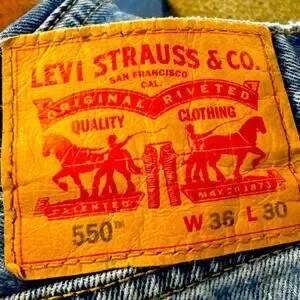 LEVI STRAUSS & CO.
SAN FRANCISCO
CAL.
ORIGINAL RIVETED
QUALITY CLOTHING
PATENTED MAY 20 1873
550™ W 36 L 30